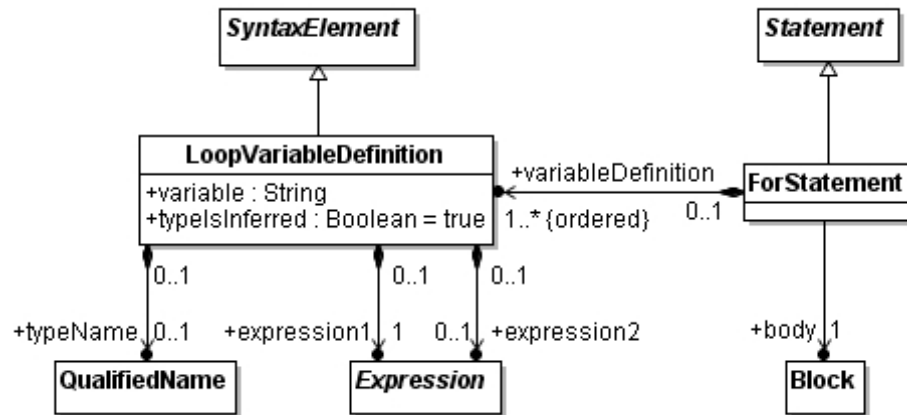 SyntaxElement
Statement
LoopVariableDefinition
+variable : String
+typeIsInferred : Boolean = true
+variableDefinition
1..* {ordered}
0..1
ForStatement
0..1
0..1
0..1
+typeName
0..1
+expression1
1
0..1
+expression2
+body
1
QualifiedName
Expression
Block